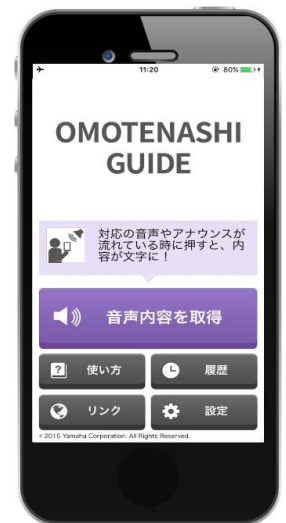 11:20
80%
OMOTENASHI
GUIDE
対応の音声やアナウンスが
流れている時に押すと、内
容が文字に！
音声内容を取得
? 使い方
履歴
リンク
設定
© 2015 Yamaha Corporation. All Rights Reserved.